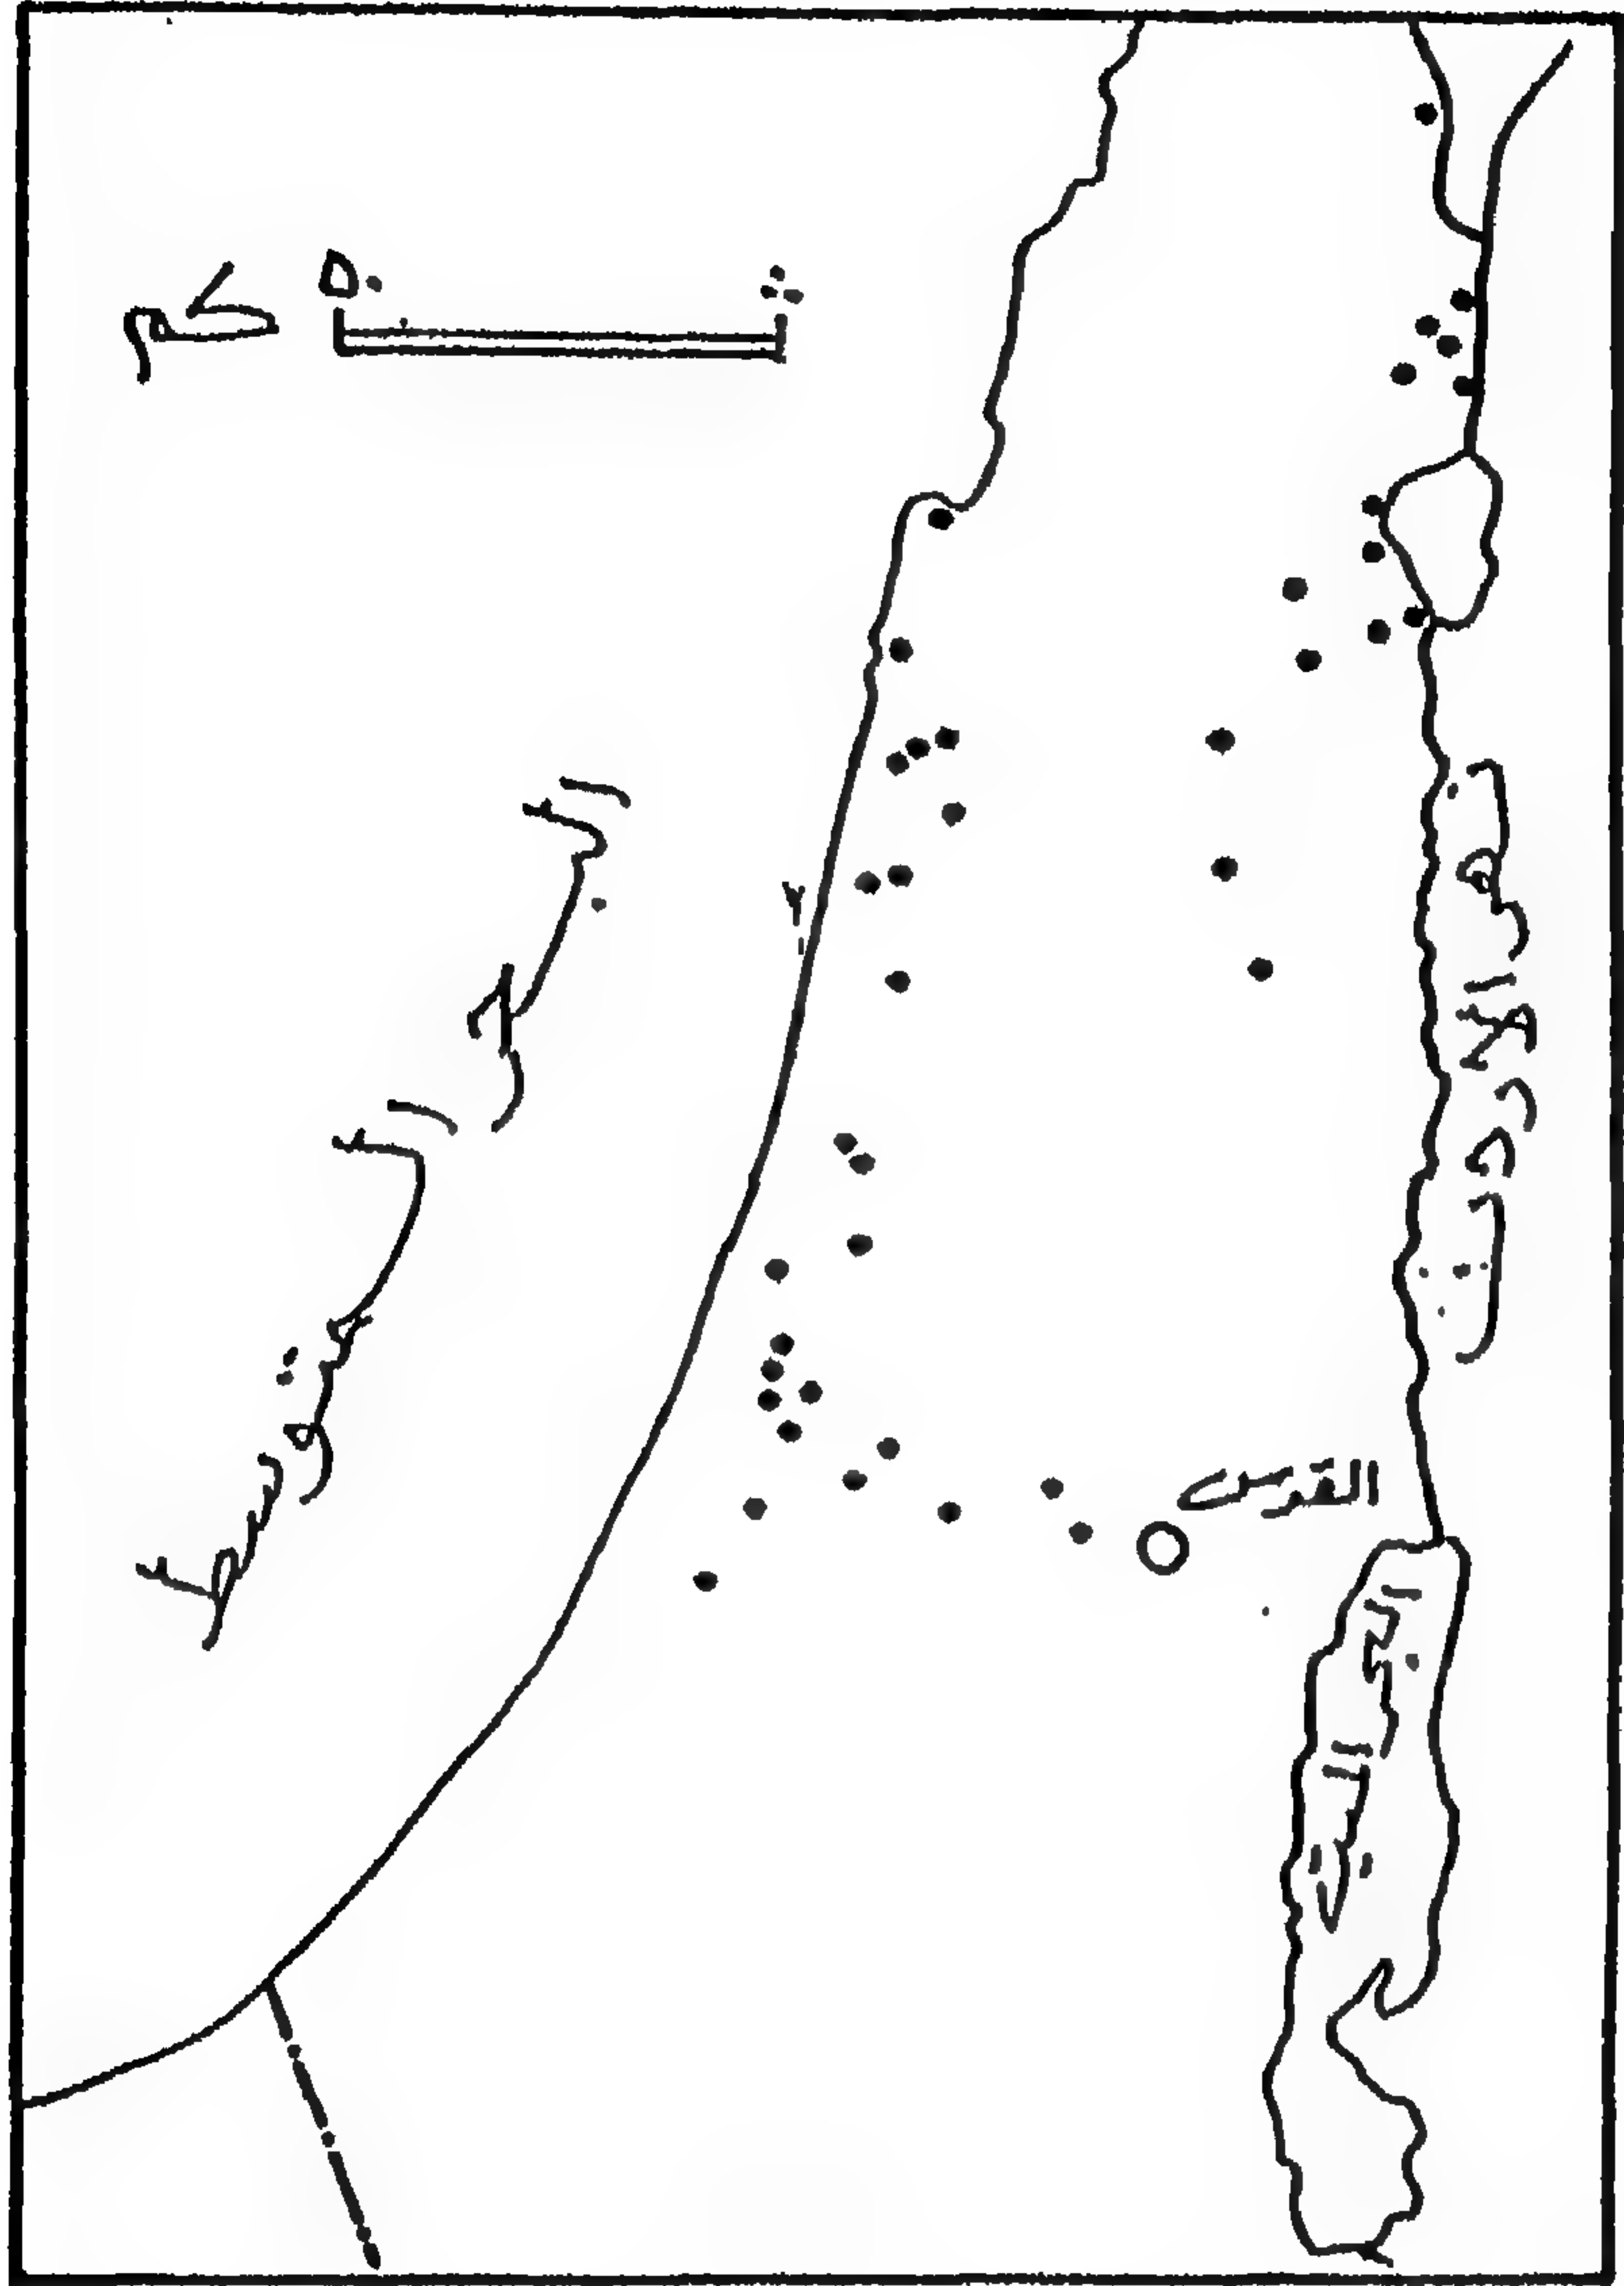 ٥٠ كم
البحر المتوسط
نهر الأردن
القدس
البحر الميت